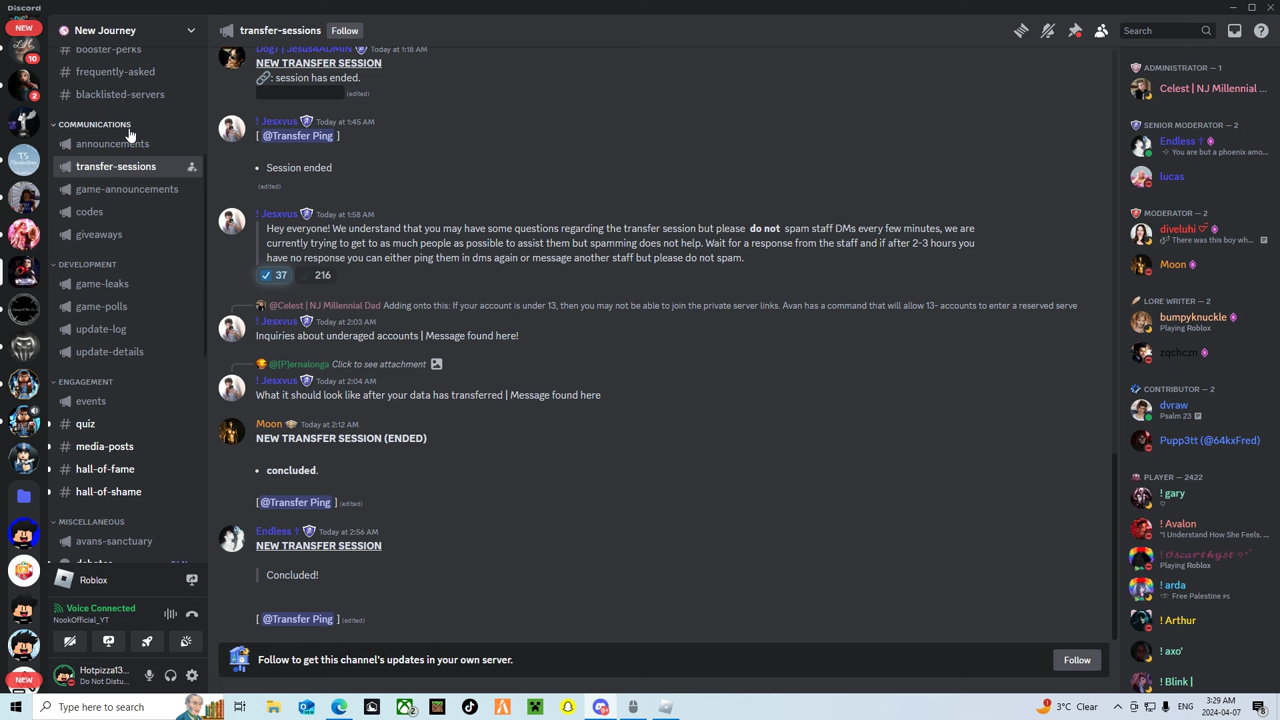 Discord
NEW
10
2
TS
NEW
New Journey
booster-perks
frequently-asked
blacklisted-servers
COMMUNICATIONS
announcements
transfer-sessions
game-announcements
codes
giveaways
DEVELOPMENT
game-leaks
game-polls
update-log
update-details
ENGAGEMENT
events
quiz
media-posts
hall-of-fame
hall-of-shame
MISCELLANEOUS
avans-sanctuary
debates
Roblox
Voice Connected
NookOfficial_YT
Hotpizza13...
Do Not Distu...
transfer-sessions
Follow
Search
Dog7 | Jesus4ADMIN Today at 1:18 AM
NEW TRANSFER SESSION
: session has ended.
(edited)
! Jesxvus Today at 1:45 AM
[ @Transfer Ping ]
• Session ended
(edited)
! Jesxvus Today at 1:58 AM
Hey everyone! We understand that you may have some questions regarding the transfer session but please do not spam staff DMs every few minutes, we
are currently trying to get to as much people as possible to assist them but spamming does not help. Wait for a response from the staff and if after 2-3 hours you
have no response you can either ping them in dms again or message another staff but please do not spam.
37 216
@Celest | NJ Millennial Dad Adding onto this: If your account is under 13, then you may not be able to join the private server links. Avan has a command that will allow 13- accounts to enter a reserved serve
! Jesxvus Today at 2:03 AM
Inquiries about underaged accounts | Message found here!
@[P]ernalonga Click to see attachment
! Jesxvus Today at 2:04 AM
What it should look like after your data has transferred | Message found here
Moon Today at 2:12 AM
NEW TRANSFER SESSION (ENDED)
• concluded.
[@Transfer Ping ] (edited)
Endless † Today at 2:56 AM
NEW TRANSFER SESSION
Concluded!
[ @Transfer Ping ] (edited)
Follow to get this channel's updates in your own server.
Follow
ADMINISTRATOR — 1
Celest | NJ Millennial ...
SENIOR MODERATOR — 2
Endless †
You are but a phoenix amo...
lucas
MODERATOR — 2
diveluhi
There was this boy wh...
Moon
LORE WRITER — 2
bumpyknuckle
Playing Roblox
zqchczn
CONTRIBUTOR — 2
dvraw
Psalm 23
Pupp3tt (@64kxFred)
PLAYER — 2422
! gary
! Avalon
"I Understand How She Feels. ...
! 𝓞𝓼𝓬𝓪𝓻𝓽𝓱𝔂𝓼𝓽
Playing Roblox
! arda
Free Palestine PS
! Arthur
! axo'
! Blink |
Type here to search
3°C Clear
ENG
3:29 AM
2024-04-07